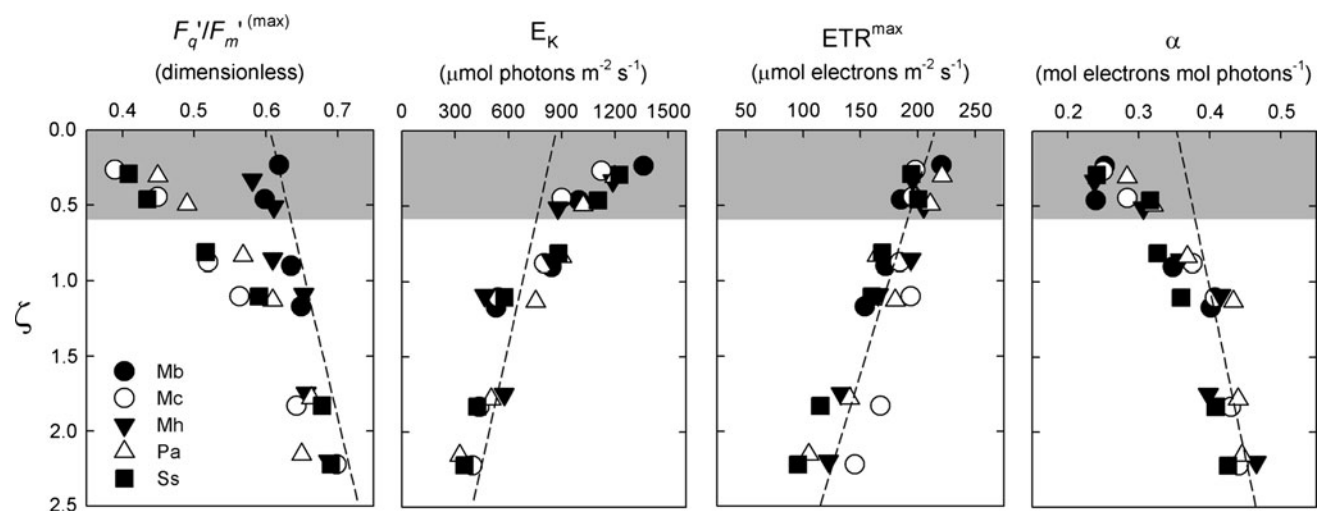 Fq'/Fm' (max)
(dimensionless)
0.4 0.5 0.6 0.7
EK
(μmol photons m-2 s-1)
0 300 600 900 1200 1500
ETRmax
(μmol electrons m-2 s-1)
50 100 150 200 250
α
(mol electrons mol photons-1)
0.2 0.3 0.4 0.5
0.0
0.5
1.0
ζ
1.5
2.0
2.5
Mb
Mc
Mh
Pa
Ss